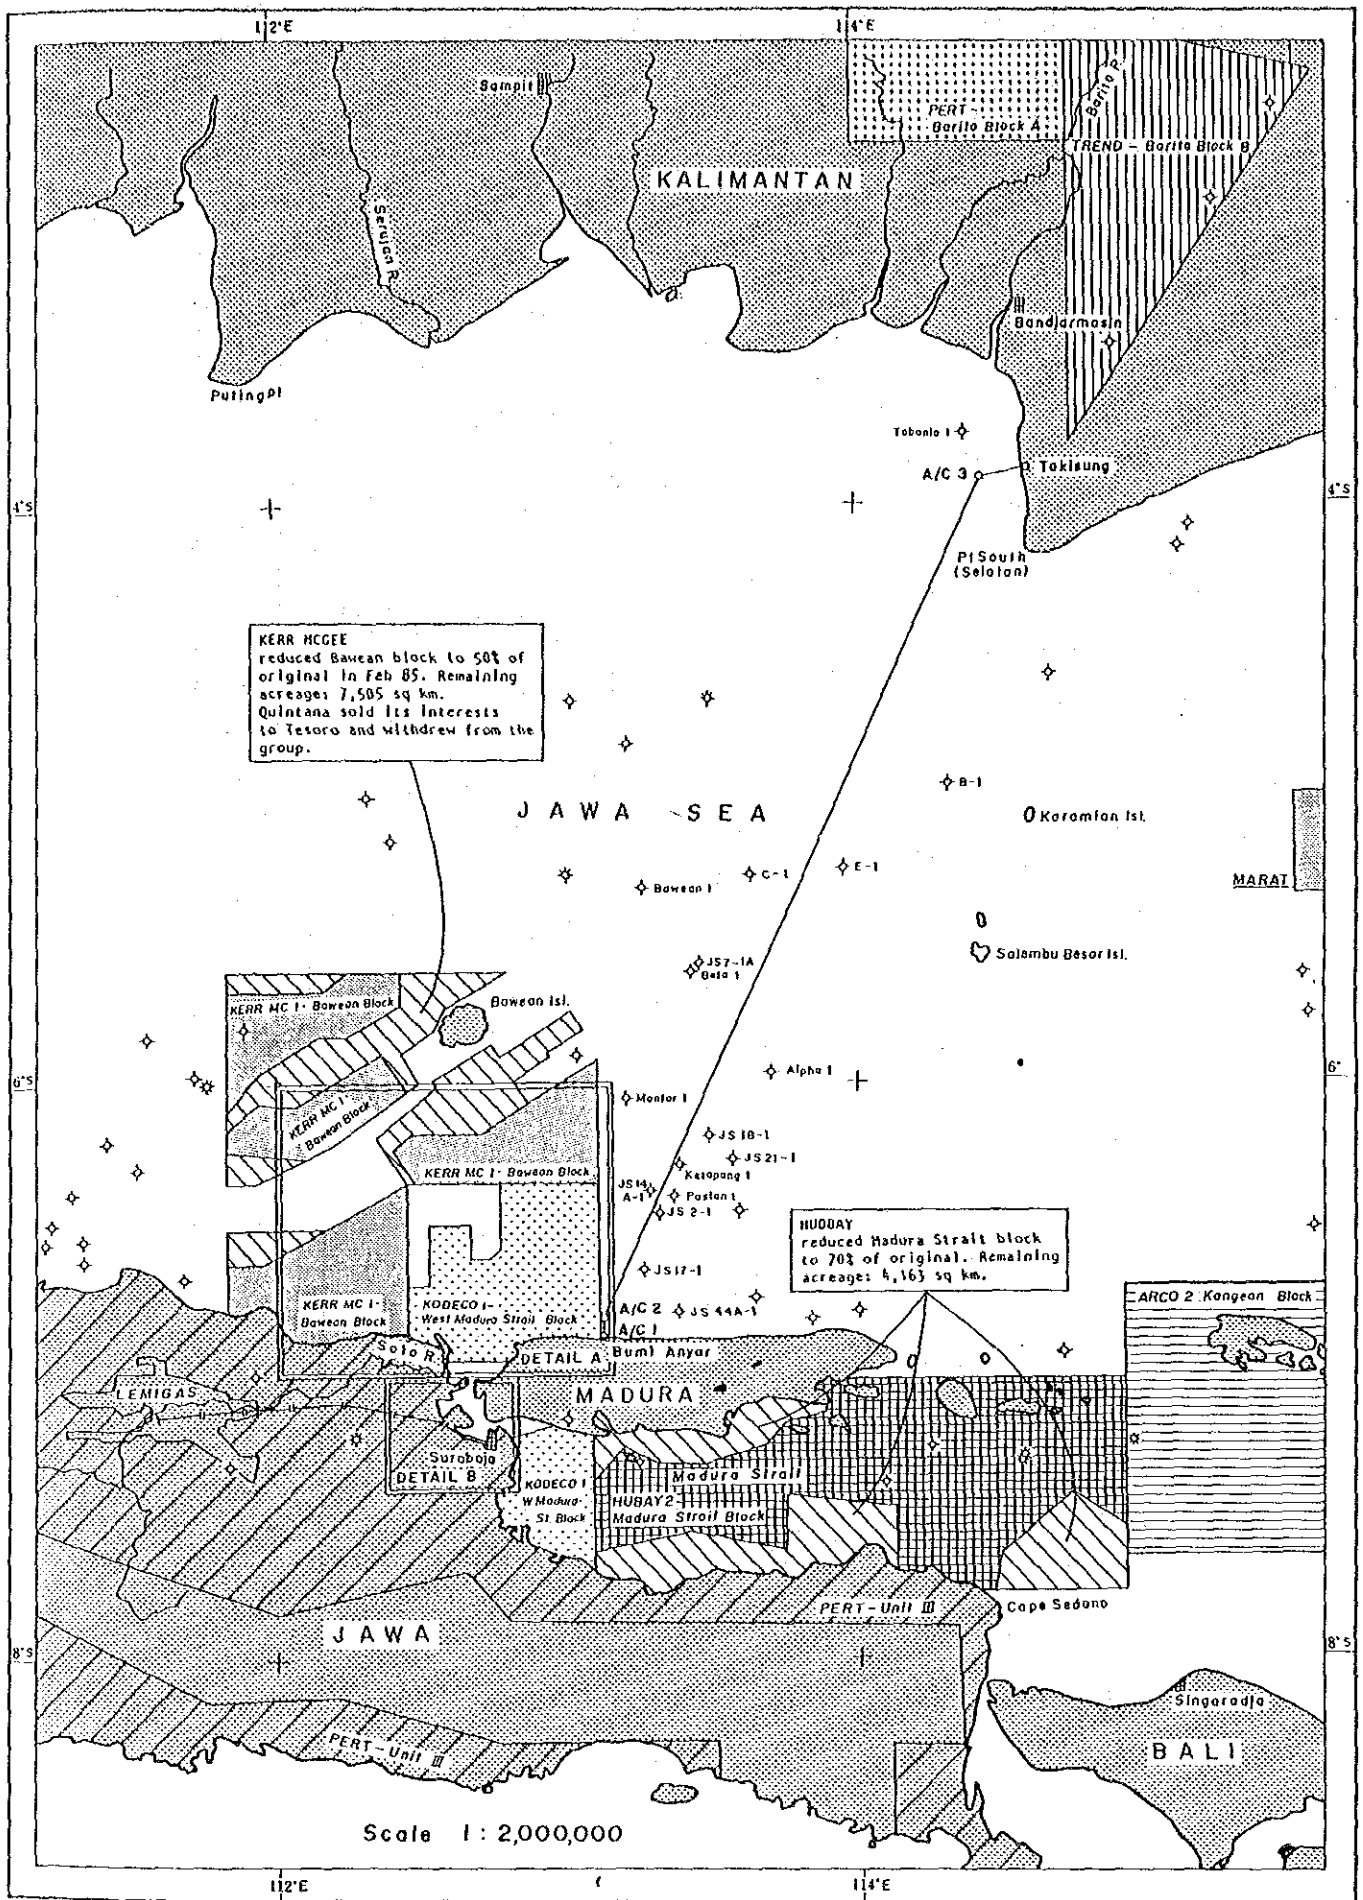 112°E
114°E
Sampit
Barito R
PERT-
Barito Block A
TREND - Barito Block B
KALIMANTAN
Serujan R.
Bandjarmasin
Puting pt
Tabanio 1
A/C 3
Takisung
4°S
4°S
Pt South
(Selatan)
KERR MCGEE
reduced Bawean block to 50% of
original in Feb 85. Remaining
acreage: 7,505 sq km.
Quintana sold its interests
to Tesoro and withdrew from the
group.
B-1
JAWA SEA
Karamian Isl.
E-1
C-1
Bawean 1
MARAT
Salambu Besar Isl.
JS7-1A
Bata 1
KERR MC 1 - Bawean Block
Bawean Isl.
Alpha 1
6°S
6°
Montor 1
KERR MC 1 -
Bawean Block
JS 18-1
JS 21-1
KERR MC 1 - Bawean Block
Ketapang 1
JS14
A-1
Pastan 1
JS 2-1
HUDBAY
reduced Madura Strait block
to 70% of original. Remaining
acreage: 4,163 sq km.
JS 17-1
ARCO 2 Kangean Block
KERR MC 1 -
Bawean Block
KODECO 1 -
West Madura Strait Block
A/C 2
JS 44A-1
A/C 1
Solo R.
Bumi Anyar
DETAIL A
LEMIGAS
MADURA
Surabaja
DETAIL B
KODECO 1
W Madura
St. Block
Madura Strait
HUBAY 2 -
Madura Strait Block
PERT-Unit III
Cape Sedano
JAWA
8°S
8°S
Singaradja
PERT-Unit III
BALI
Scale 1 : 2,000,000
112°E
114°E